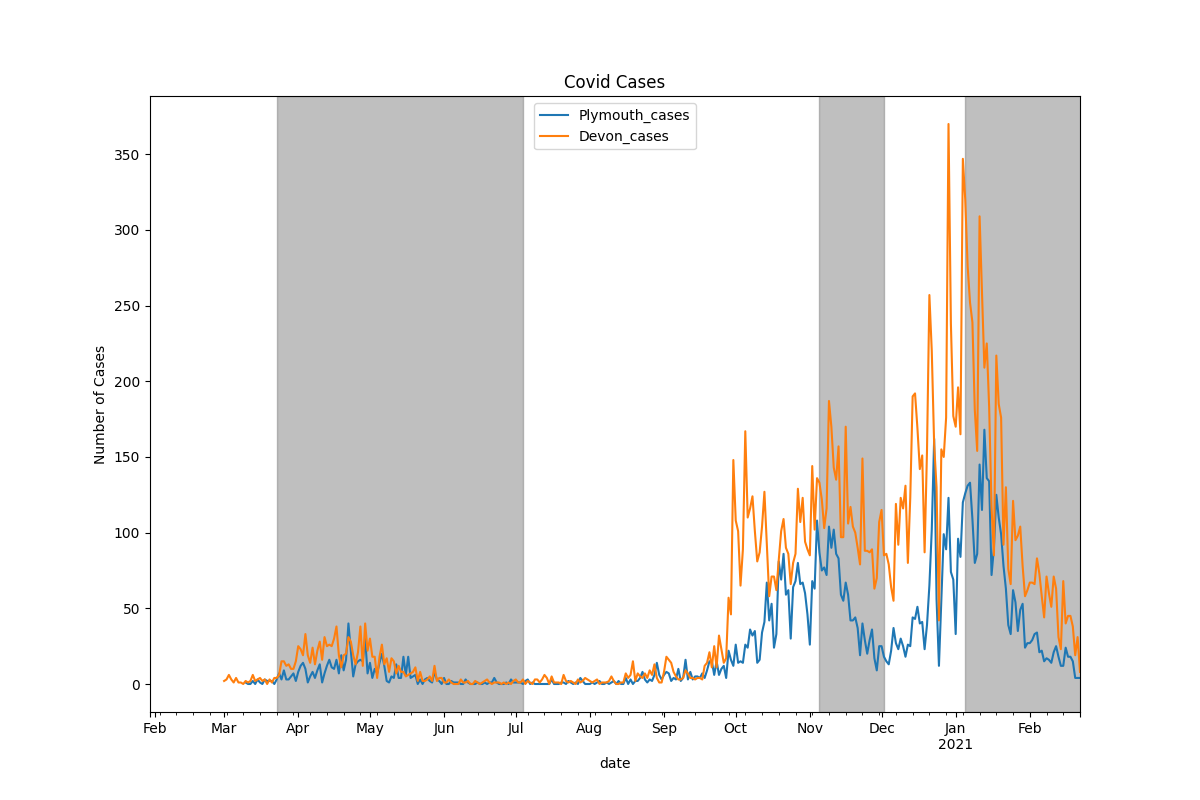 Covid Cases
Plymouth_cases
Devon_cases
Number of Cases
350
300
250
200
150
100
50
0
Feb Mar Apr May Jun Jul Aug Sep Oct Nov Dec Jan Feb
2021
date